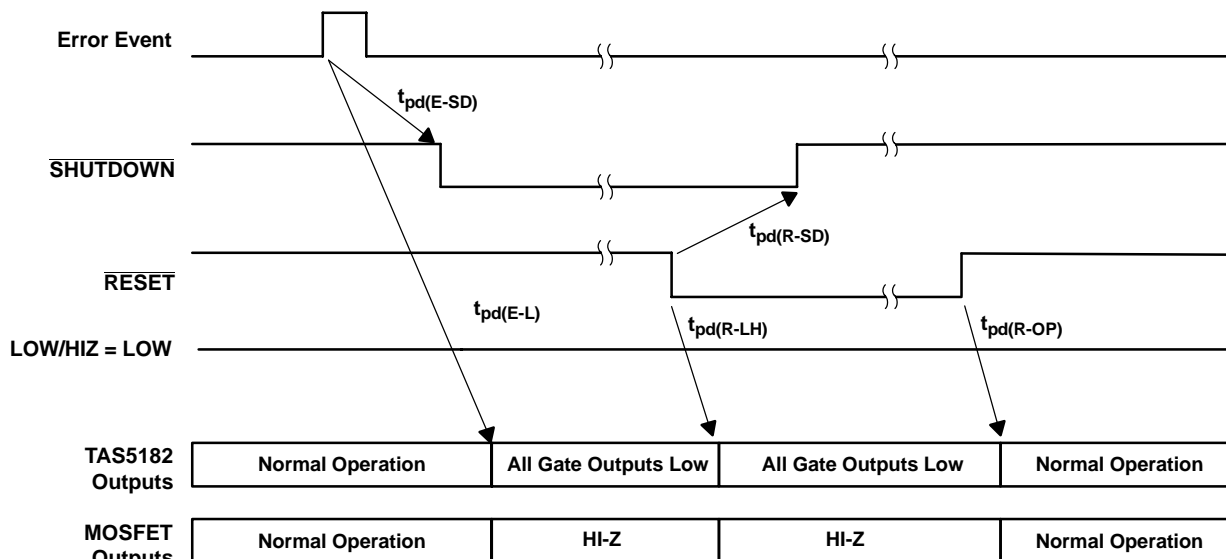 Error Event
tpd(E-SD)
SHUTDOWN
tpd(R-SD)
RESET
tpd(E-L)
tpd(R-LH)
tpd(R-OP)
LOW/HIZ = LOW
TAS5182
Outputs
Normal Operation
All Gate Outputs Low
All Gate Outputs Low
Normal Operation
MOSFET
Outputs
Normal Operation
HI-Z
HI-Z
Normal Operation